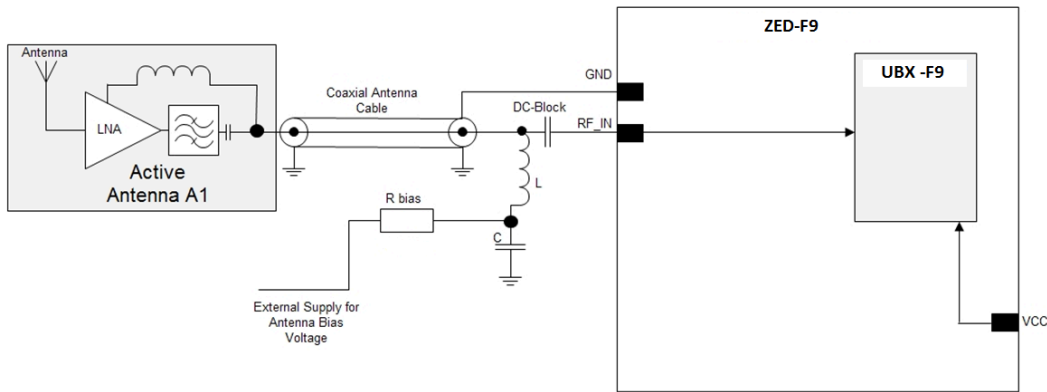 ZED-F9
UBX -F9
Antenna
LNA
Active
Antenna A1
Coaxial Antenna
Cable
GND
DC-Block
RF_IN
L
R bias
C
External Supply for
Antenna Bias
Voltage
VCC